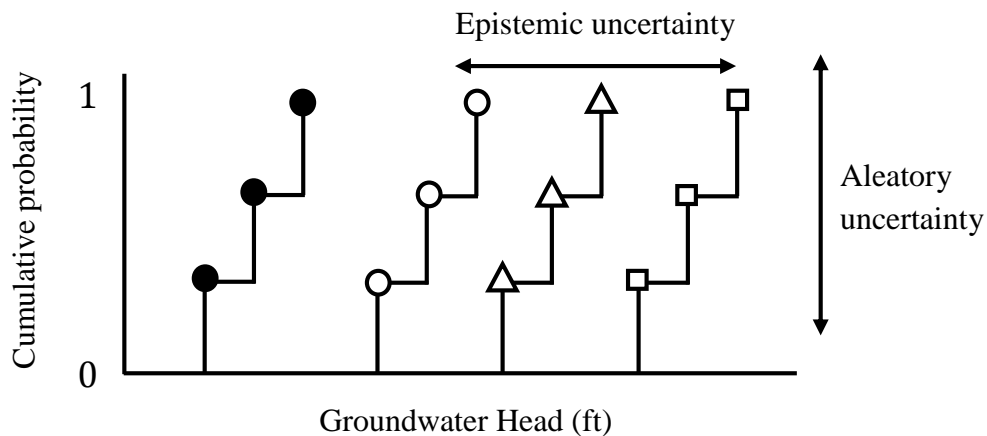 Epistemic uncertainty
1
Cumulative probability
Aleatory
uncertainty
0
Groundwater Head (ft)